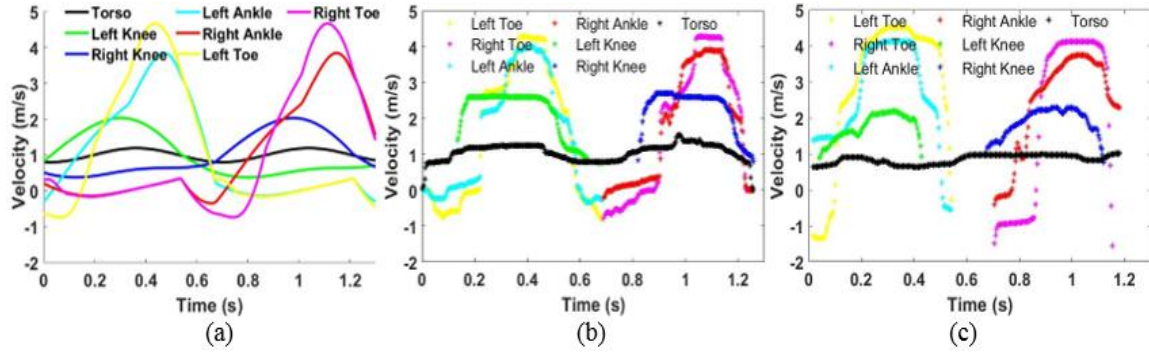 Torso Left Ankle Right Toe
Left Knee Right Ankle
Right Knee Left Toe
Velocity (m/s)
5
4
3
2
1
0
-1
-2
0 0.2 0.4 0.6 0.8 1 1.2
Time (s)
(a)
Left Toe Right Ankle Torso
Right Toe Left Knee
Left Ankle Right Knee
Velocity (m/s)
5
4
3
2
1
0
-1
-2
0 0.2 0.4 0.6 0.8 1 1.2
Time (s)
(b)
Left Toe Right Ankle Torso
Right Toe Left Knee
Left Ankle Right Knee
Velocity (m/s)
5
4
3
2
1
0
-1
-2
0 0.2 0.4 0.6 0.8 1 1.2
Time (s)
(c)